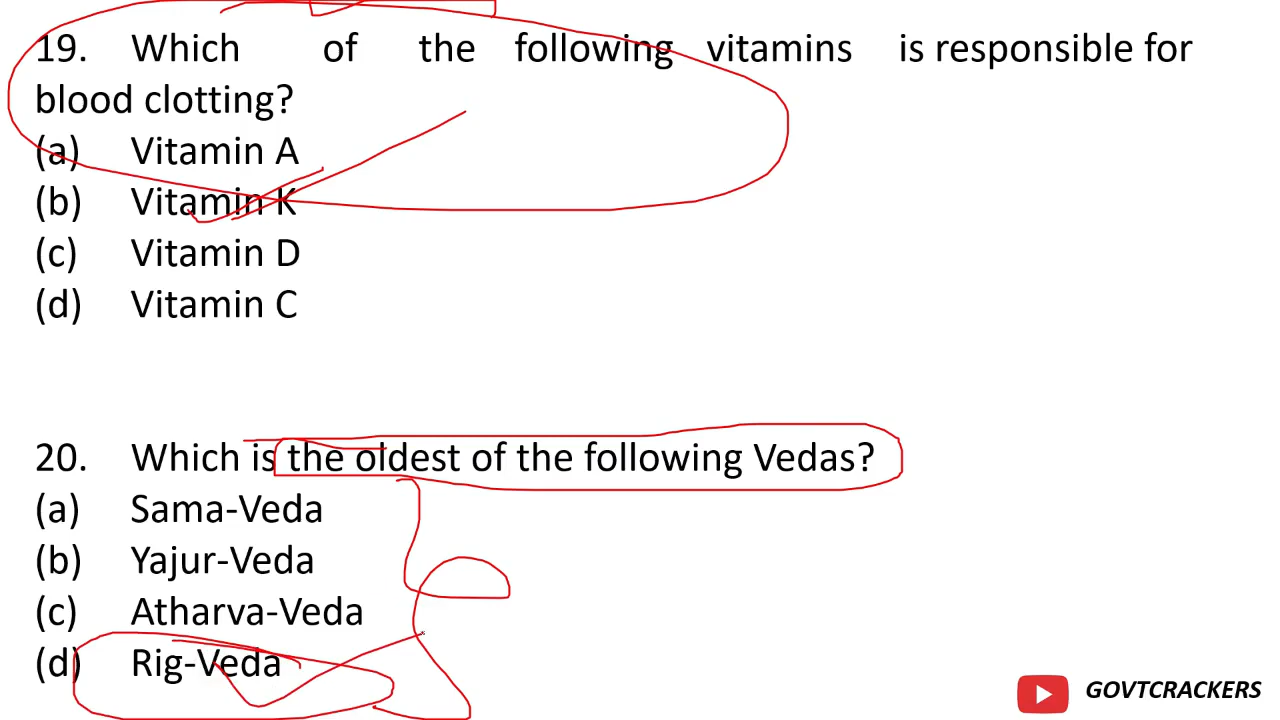 19. Which of the following vitamins is responsible for
blood clotting?
(a) Vitamin A
(b) Vitamin K
(c) Vitamin D
(d) Vitamin C
20. Which is the oldest of the following Vedas?
(a) Sama-Veda
(b) Yajur-Veda
(c) Atharva-Veda
(d) Rig-Veda
GOVTCRACKERS